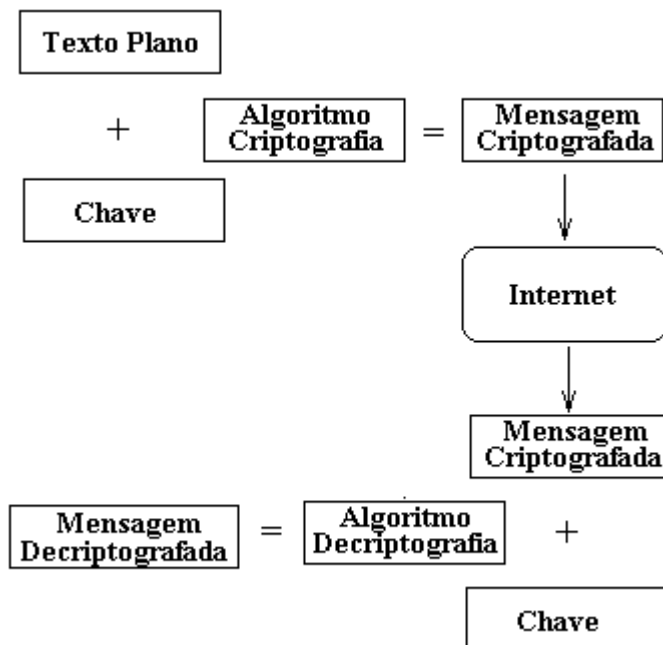 Texto Plano
+
Algoritmo
Criptografia
=
Mensagem
Criptografada
Chave
Internet
Mensagem
Criptografada
Mensagem
Decriptografada
=
Algoritmo
Decriptografia
+
Chave